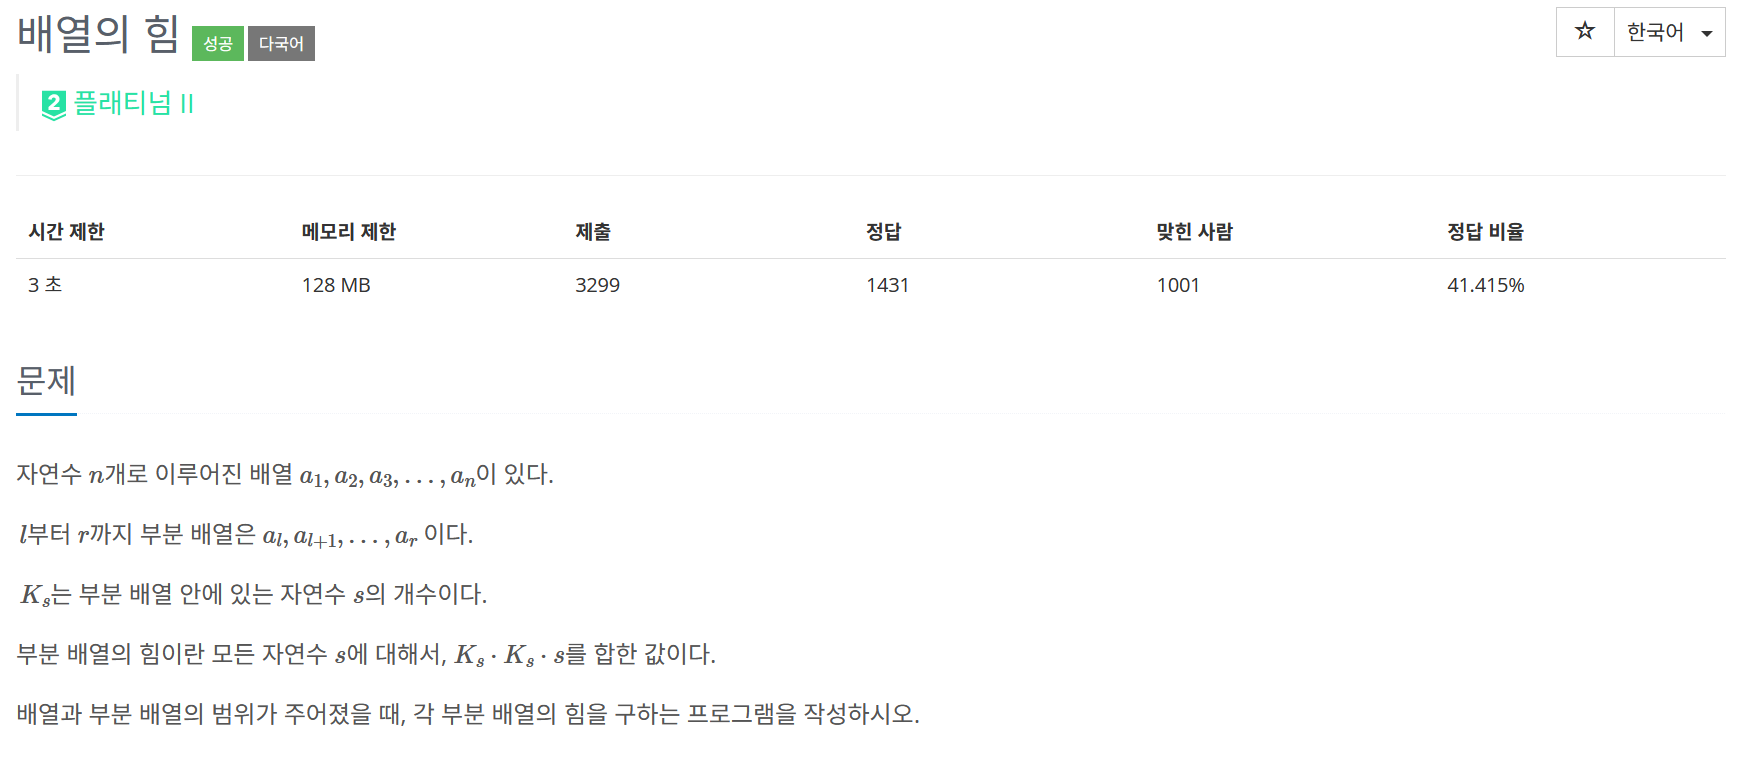 배열의 힘 성공 다국어
☆ 한국어
2 플래티넘 II
시간 제한 메모리 제한 제출 정답 맞힌 사람 정답 비율
3 초 128 MB 3299 1431 1001 41.415%
문제
자연수 n개로 이루어진 배열 a₁, a₂, a₃, . . . , aₙ이 있다.
l부터 r까지 부분 배열은 a_l, a_{l+1}, . . . , a_r 이다.
K_s는 부분 배열 안에 있는 자연수 s의 개수이다.
부분 배열의 힘이란 모든 자연수 s에 대해서, K_s · K_s · s를 합한 값이다.
배열과 부분 배열의 범위가 주어졌을 때, 각 부분 배열의 힘을 구하는 프로그램을 작성하시오.